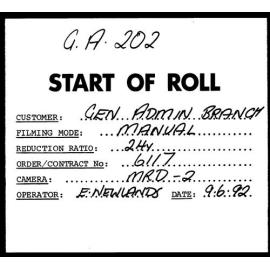 G.A. 202
START OF ROLL
CUSTOMER: GEN ADMIN BRANCH
FILMING MODE: MANUAL
REDUCTION RATIO: 24x
ORDER/CONTRACT No: 6117
CAMERA: MRD.-2
OPERATOR: E.NEWLANDS DATE: 9.6.92.